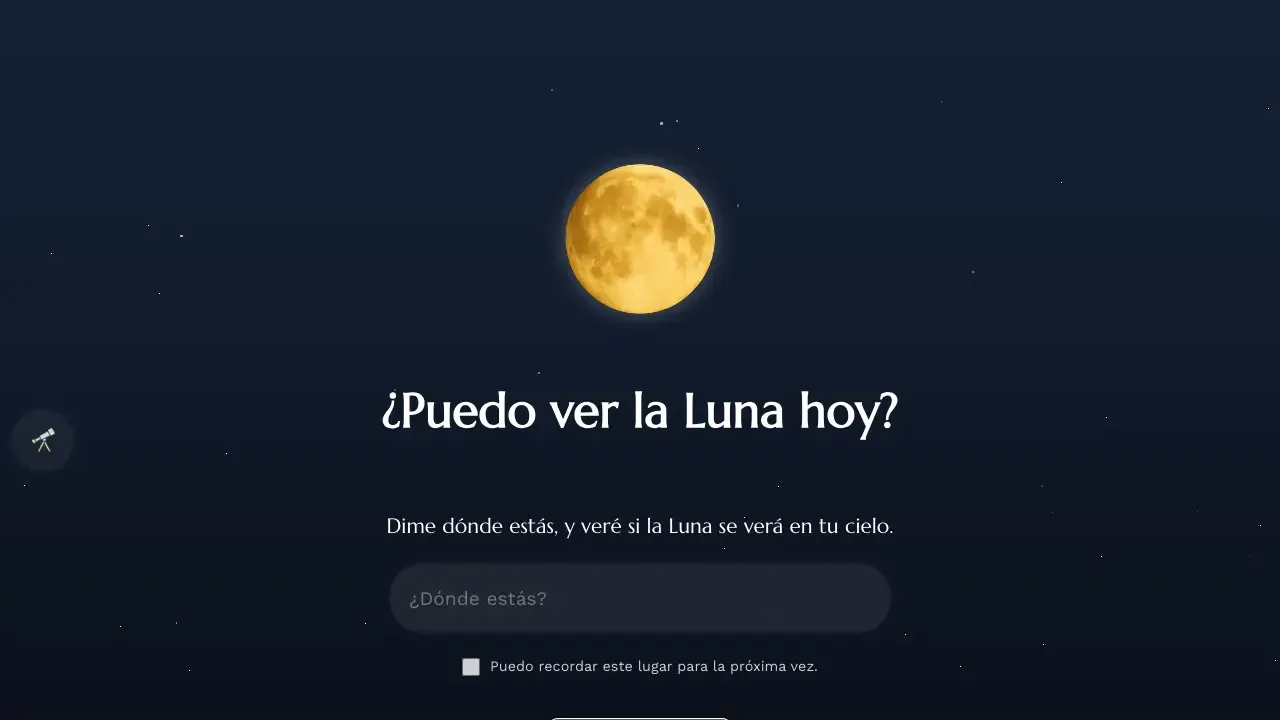 ¿Puedo ver la Luna hoy?
Dime dónde estás, y veré si la Luna se verá en tu cielo.
¿Dónde estás?
Puedo recordar este lugar para la próxima vez.